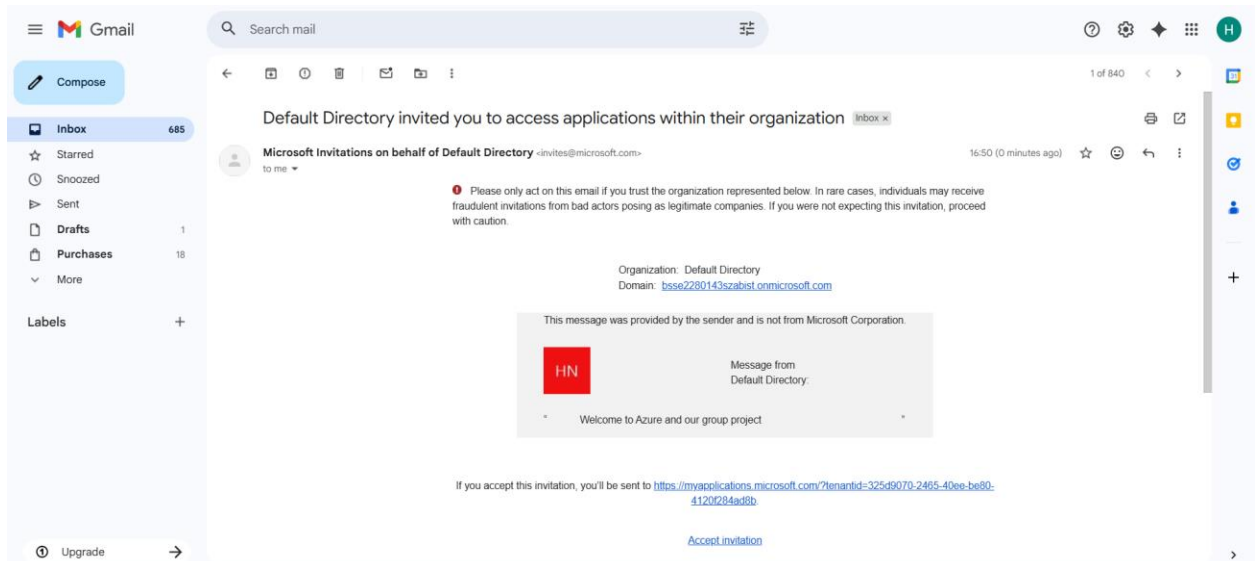 Gmail
Search mail
H
Compose
1 of 840
Inbox 685
Starred
Snoozed
Sent
Drafts 1
Purchases 18
More
Labels
Upgrade
Default Directory invited you to access applications within their organization Inbox x
Microsoft Invitations on behalf of Default Directory <invites@microsoft.com> 16:50 (0 minutes ago)
to me
Please only act on this email if you trust the organization represented below. In rare cases, individuals may receive
fraudulent invitations from bad actors posing as legitimate companies. If you were not expecting this invitation, proceed
with caution.
Organization: Default Directory
Domain: bsse2280143szabist.onmicrosoft.com
This message was provided by the sender and is not from Microsoft Corporation.
HN
Message from
Default Directory:
“ Welcome to Azure and our group project ”
If you accept this invitation, you'll be sent to https://myapplications.microsoft.com/?tenantid=325d9070-2465-40ee-be80-
4120f284ad8b.
Accept invitation
31